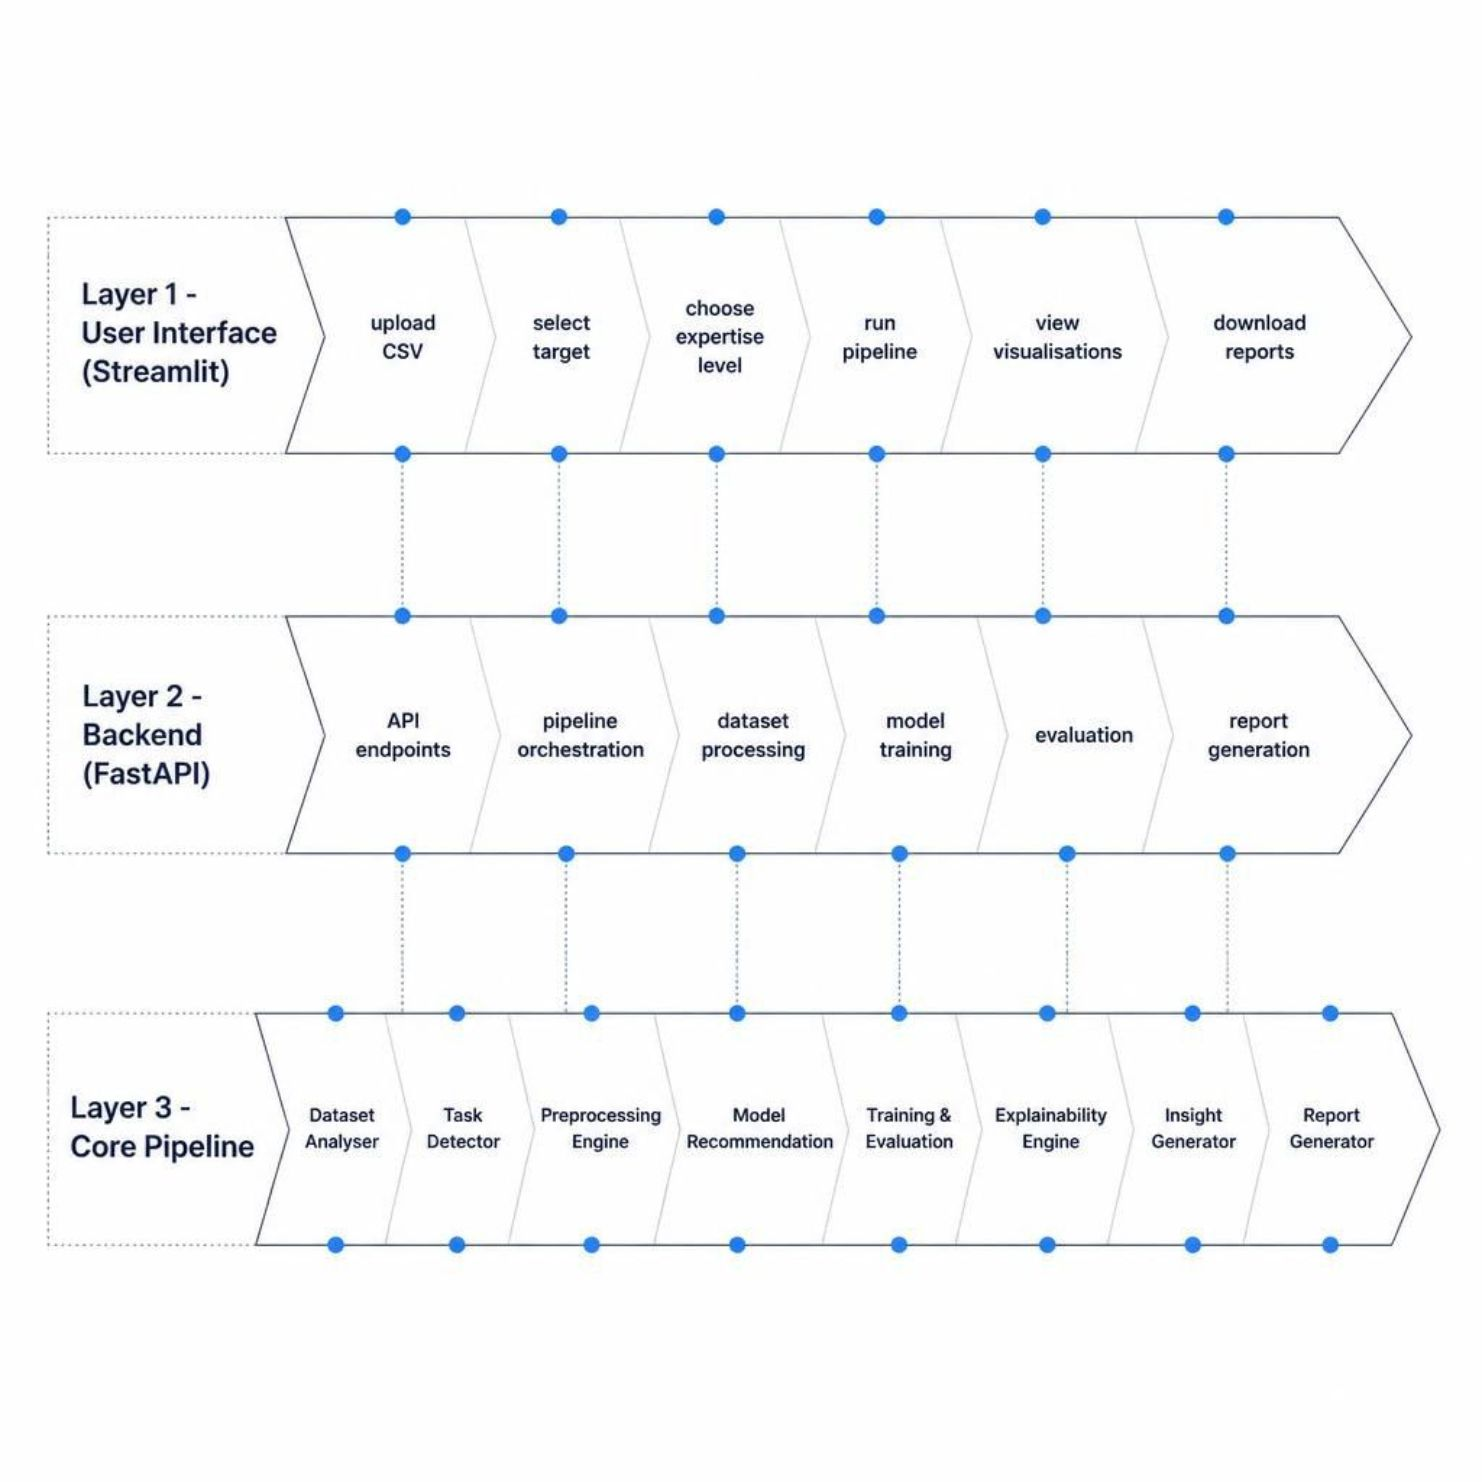 Layer 1 -
User Interface
(Streamlit)
upload
CSV
select
target
choose
expertise
level
run
pipeline
view
visualisations
download
reports
Layer 2 -
Backend
(FastAPI)
API
endpoints
pipeline
orchestration
dataset
processing
model
training
evaluation
report
generation
Layer 3 -
Core Pipeline
Dataset
Analyser
Task
Detector
Preprocessing
Engine
Model
Recommendation
Training &
Evaluation
Explainability
Engine
Insight
Generator
Report
Generator